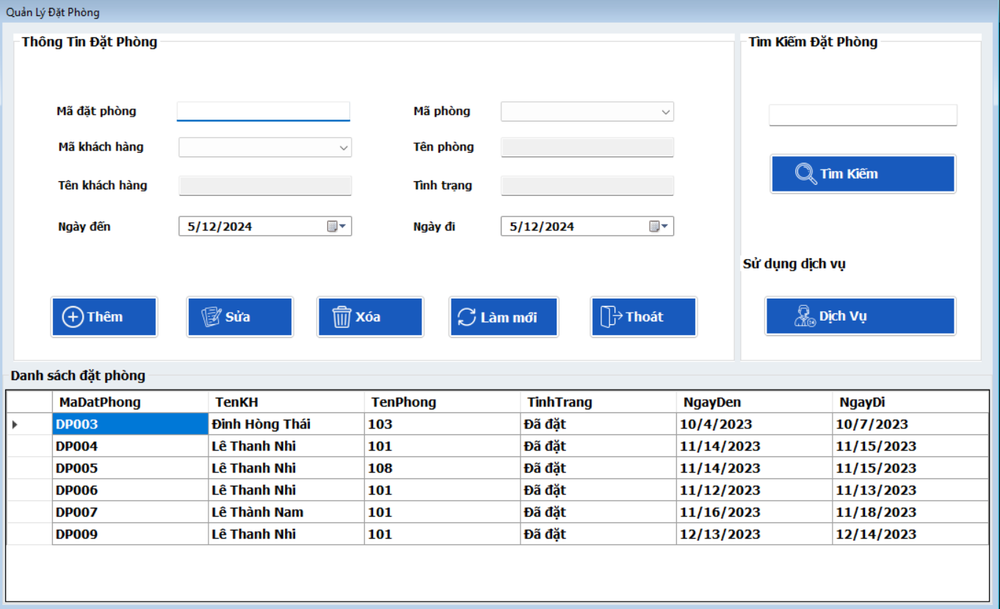 Quản Lý Đặt Phòng
Thông Tin Đặt Phòng
Mã đặt phòng
Mã phòng
Mã khách hàng
Tên phòng
Tên khách hàng
Tình trạng
Ngày đến 5/12/2024
Ngày đi 5/12/2024
Thêm
Sửa
Xóa
Làm mới
Thoát
Tìm Kiếm Đặt Phòng
Tìm Kiếm
Sử dụng dịch vụ
Dịch Vụ
Danh sách đặt phòng
MaDatPhong TenKH TenPhong TinhTrang NgayDen NgayDi
DP003 Đinh Hòng Thái 103 Đã đặt 10/4/2023 10/7/2023
DP004 Lê Thanh Nhi 101 Đã đặt 11/14/2023 11/15/2023
DP005 Lê Thanh Nhi 108 Đã đặt 11/14/2023 11/15/2023
DP006 Lê Thanh Nhi 101 Đã đặt 11/12/2023 11/13/2023
DP007 Lê Thành Nam 101 Đã đặt 11/16/2023 11/18/2023
DP009 Lê Thanh Nhi 101 Đã đặt 12/13/2023 12/14/2023